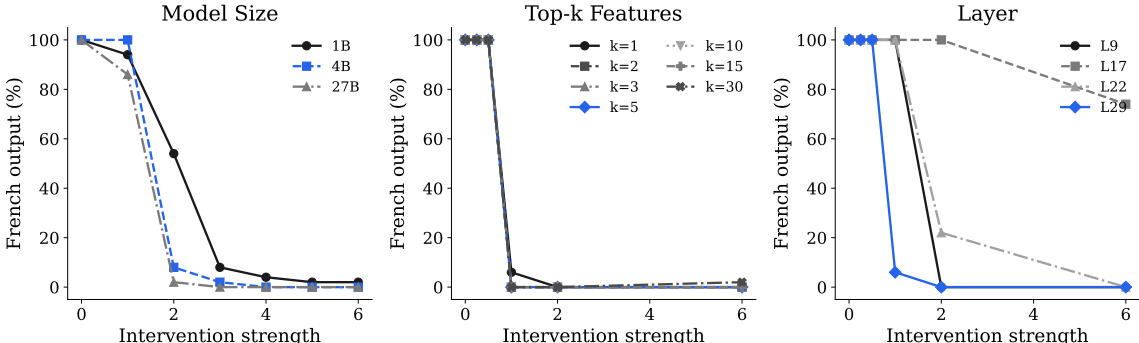 Model Size
100
80
60
40
20
0
0
2
4
6
French output (%)
Intervention strength
1B
4B
27B
Top-k Features
100
80
60
40
20
0
0
2
4
6
French output (%)
Intervention strength
k=1
k=2
k=3
k=5
k=10
k=15
k=30
Layer
100
80
60
40
20
0
0
2
4
6
French output (%)
Intervention strength
L9
L17
L22
L29